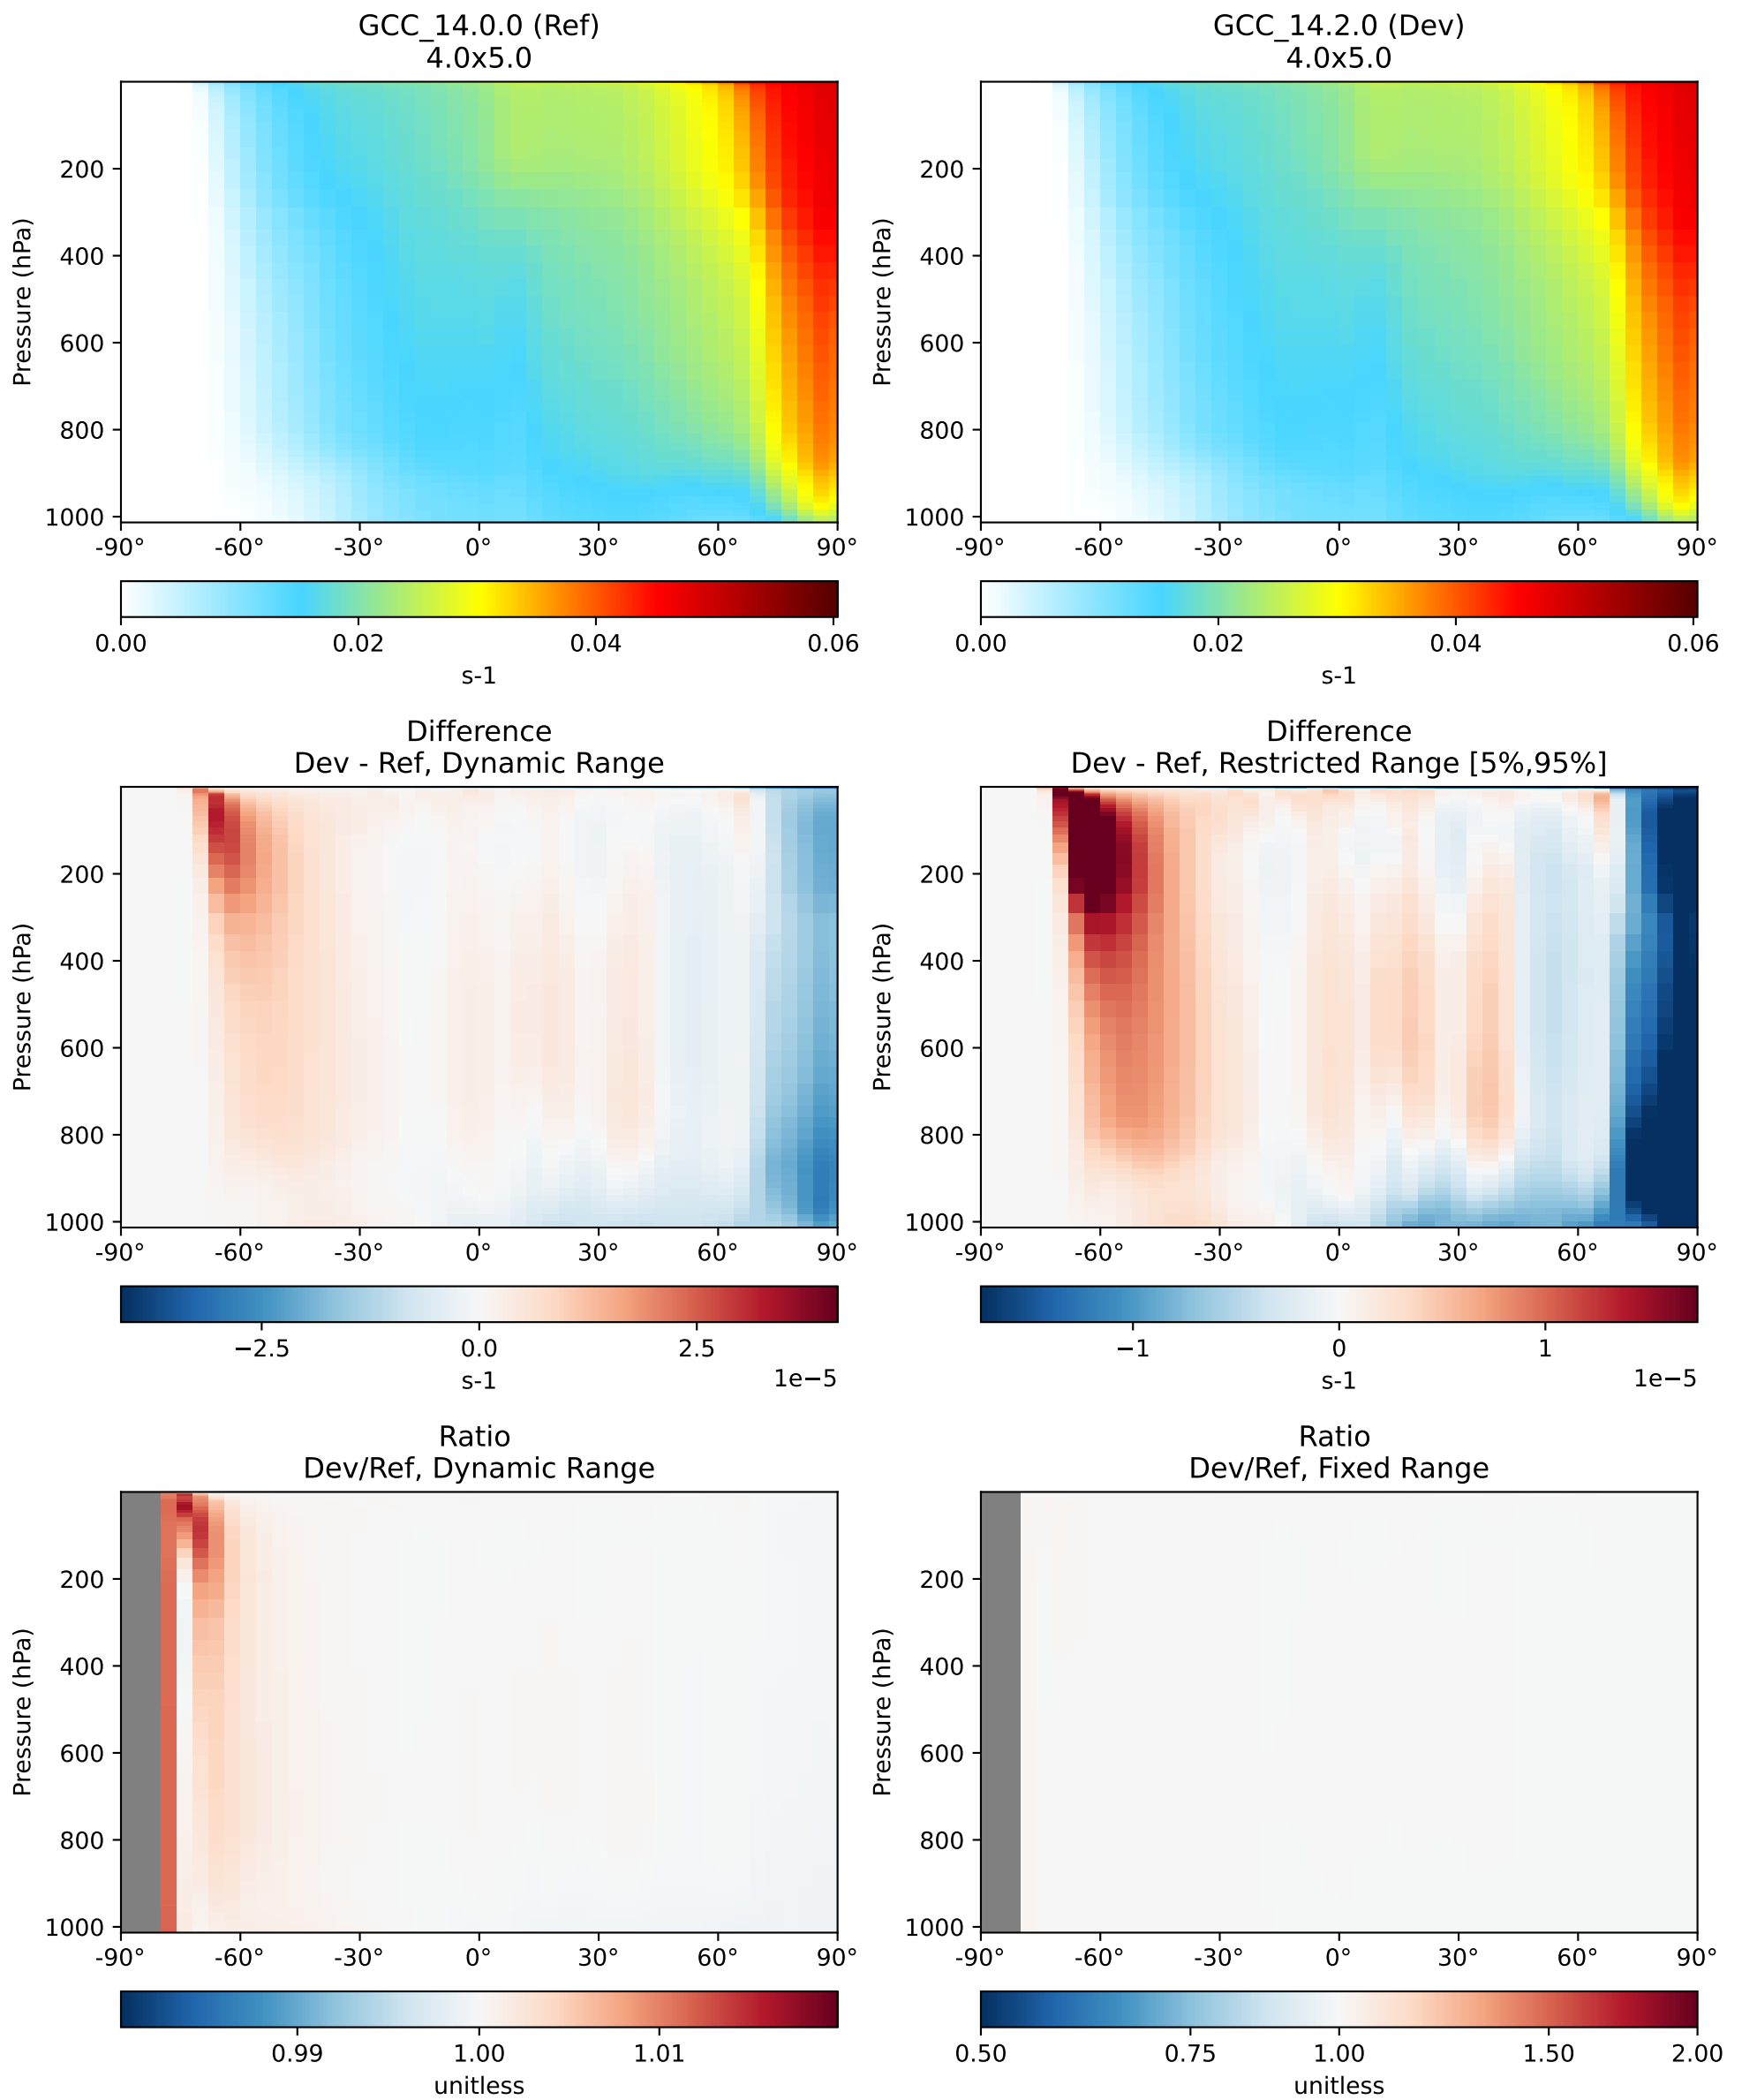 GCC_14.0.0 (Ref)
4.0x5.0
GCC_14.2.0 (Dev)
4.0x5.0
Pressure (hPa)
200
400
600
800
1000
-90° -60° -30° 0° 30° 60° 90°
0.00 0.02 0.04 0.06
s-1
Pressure (hPa)
200
400
600
800
1000
-90° -60° -30° 0° 30° 60° 90°
0.00 0.02 0.04 0.06
s-1
Difference
Dev - Ref, Dynamic Range
Difference
Dev - Ref, Restricted Range [5%,95%]
Pressure (hPa)
200
400
600
800
1000
-90° -60° -30° 0° 30° 60° 90°
−2.5 0.0 2.5
s-1 1e−5
Pressure (hPa)
200
400
600
800
1000
-90° -60° -30° 0° 30° 60° 90°
−1 0 1
s-1 1e−5
Ratio
Dev/Ref, Dynamic Range
Ratio
Dev/Ref, Fixed Range
Pressure (hPa)
200
400
600
800
1000
-90° -60° -30° 0° 30° 60° 90°
0.99 1.00 1.01
unitless
Pressure (hPa)
200
400
600
800
1000
-90° -60° -30° 0° 30° 60° 90°
0.50 0.75 1.00 1.50 2.00
unitless